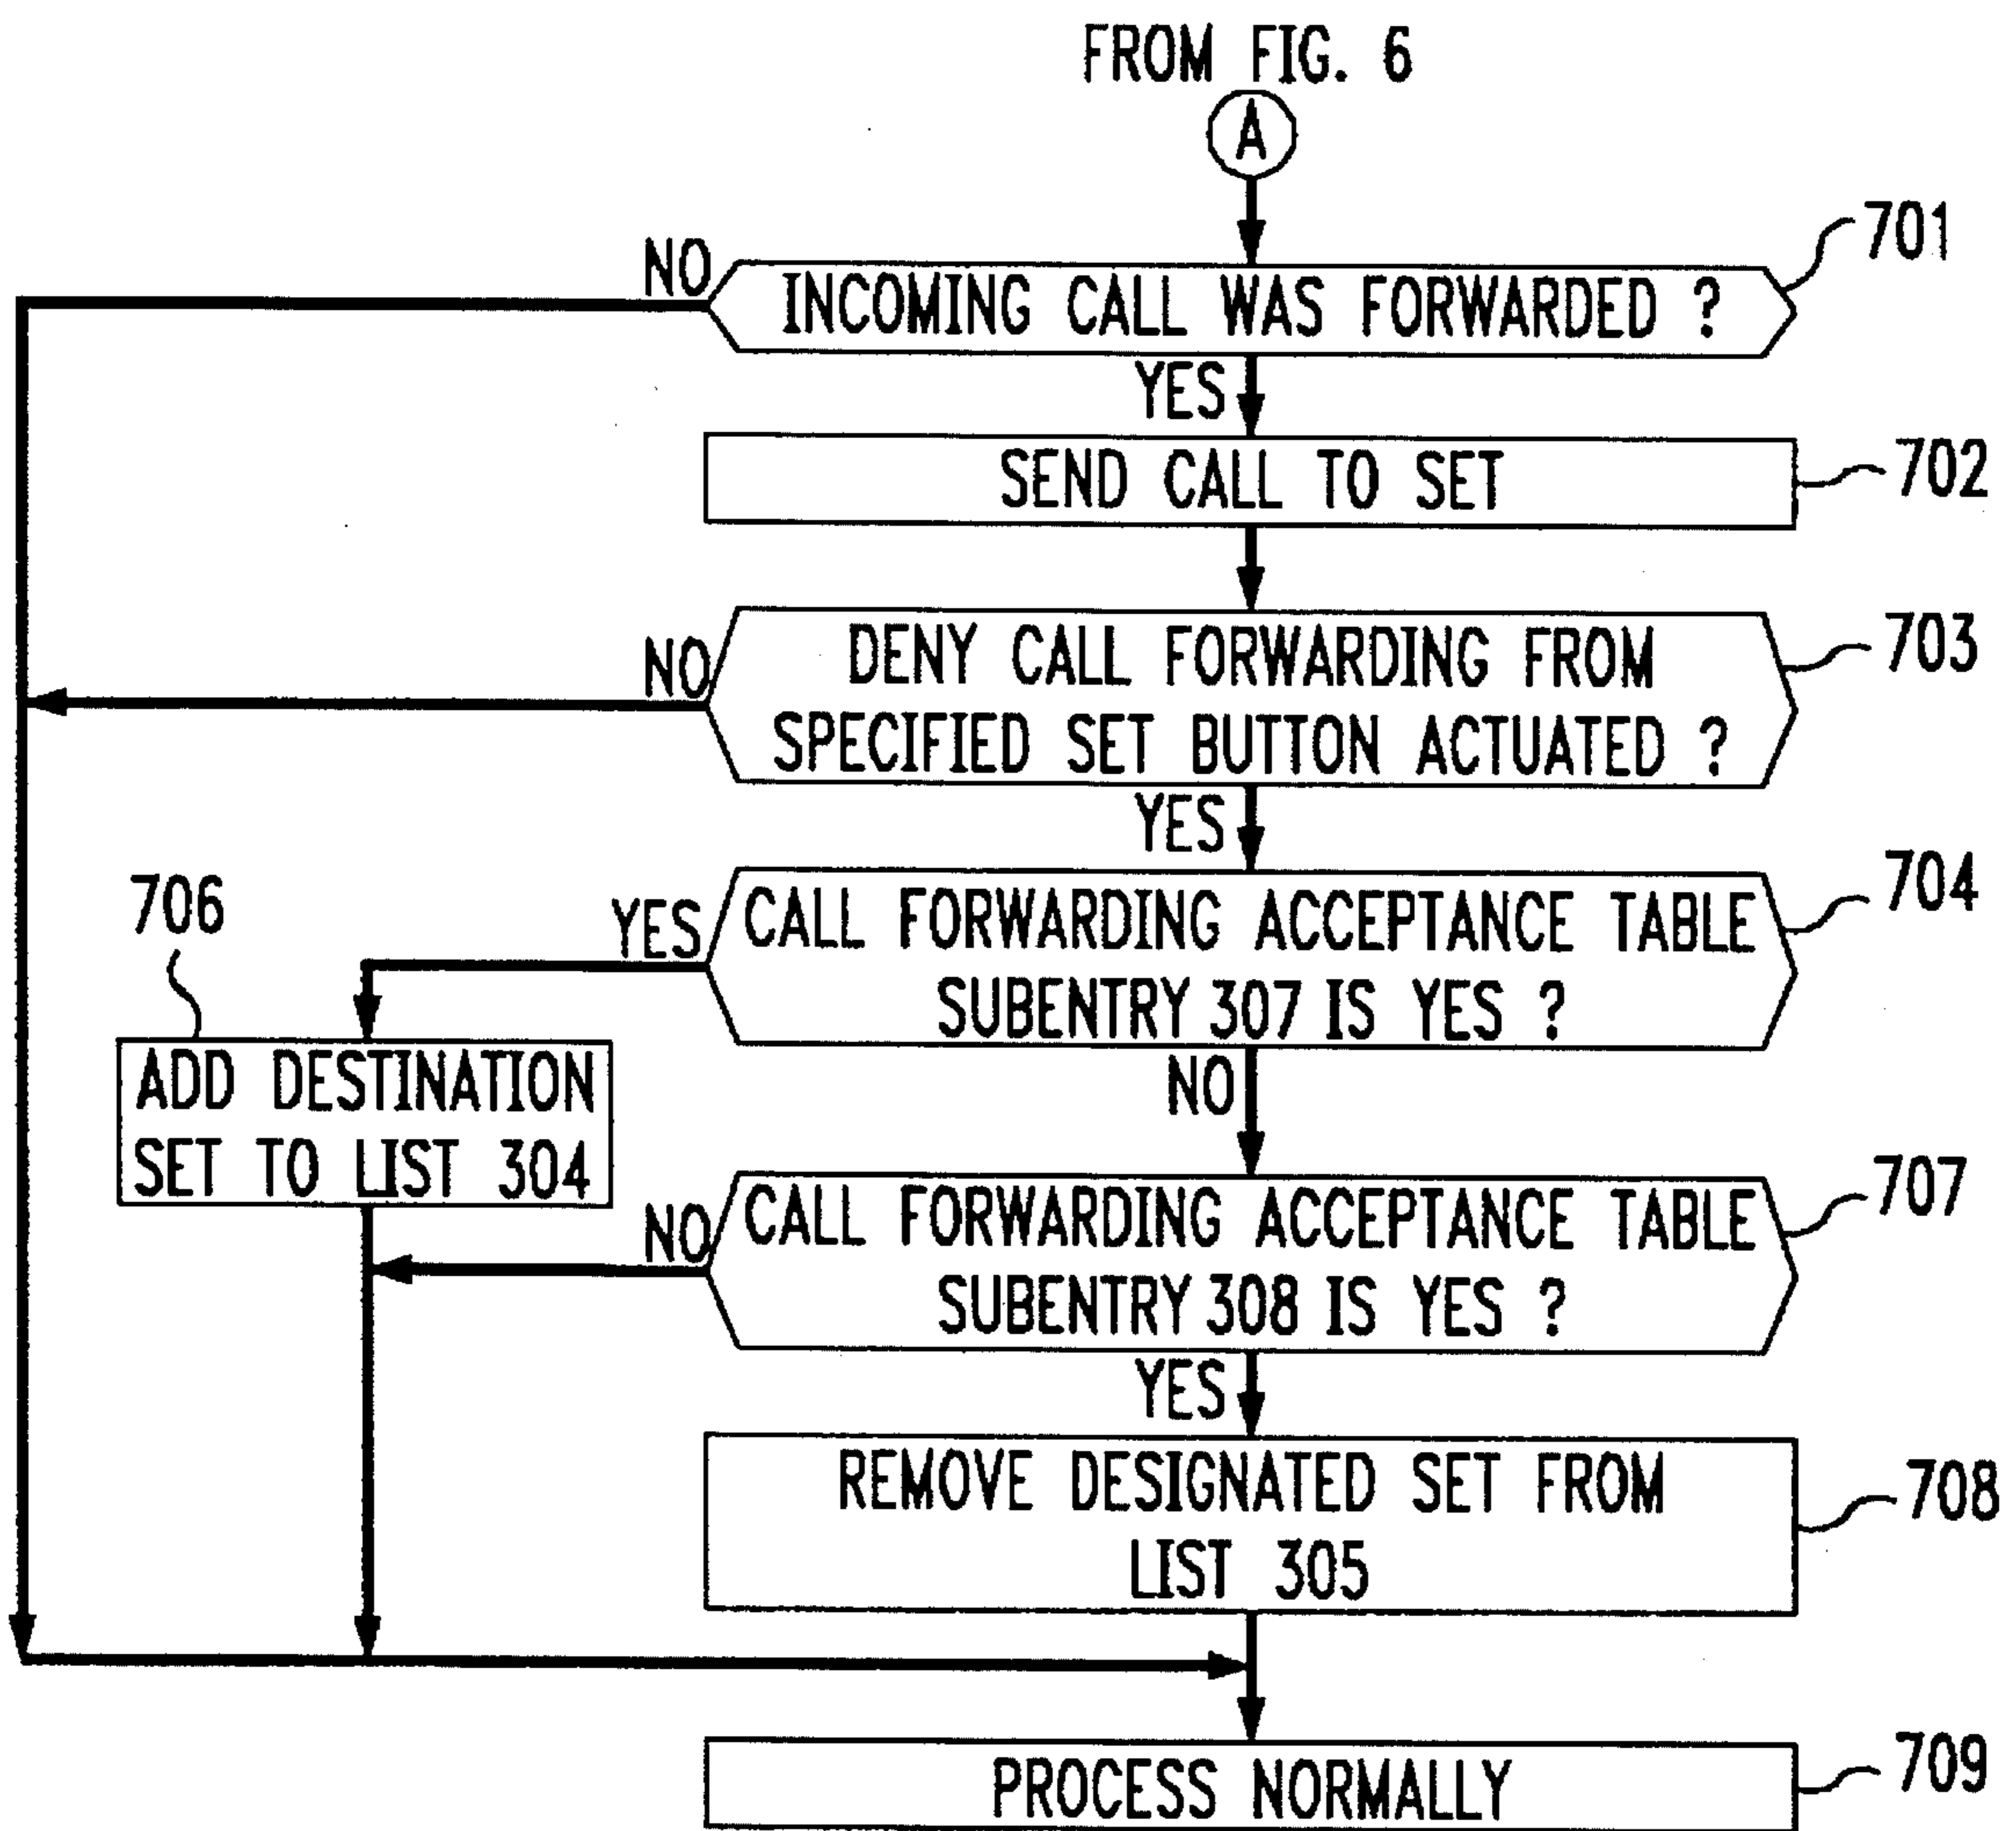 FROM FIG. 6
A
701
NO
INCOMING CALL WAS FORWARDED ?
YES
SEND CALL TO SET
702
DENY CALL FORWARDING FROM
SPECIFIED SET BUTTON ACTUATED ?
703
NO
YES
CALL FORWARDING ACCEPTANCE TABLE
SUBENTRY 307 IS YES ?
704
YES
706
ADD DESTINATION
SET TO LIST 304
NO
CALL FORWARDING ACCEPTANCE TABLE
SUBENTRY 308 IS YES ?
707
NO
YES
REMOVE DESIGNATED SET FROM
LIST 305
708
PROCESS NORMALLY
709